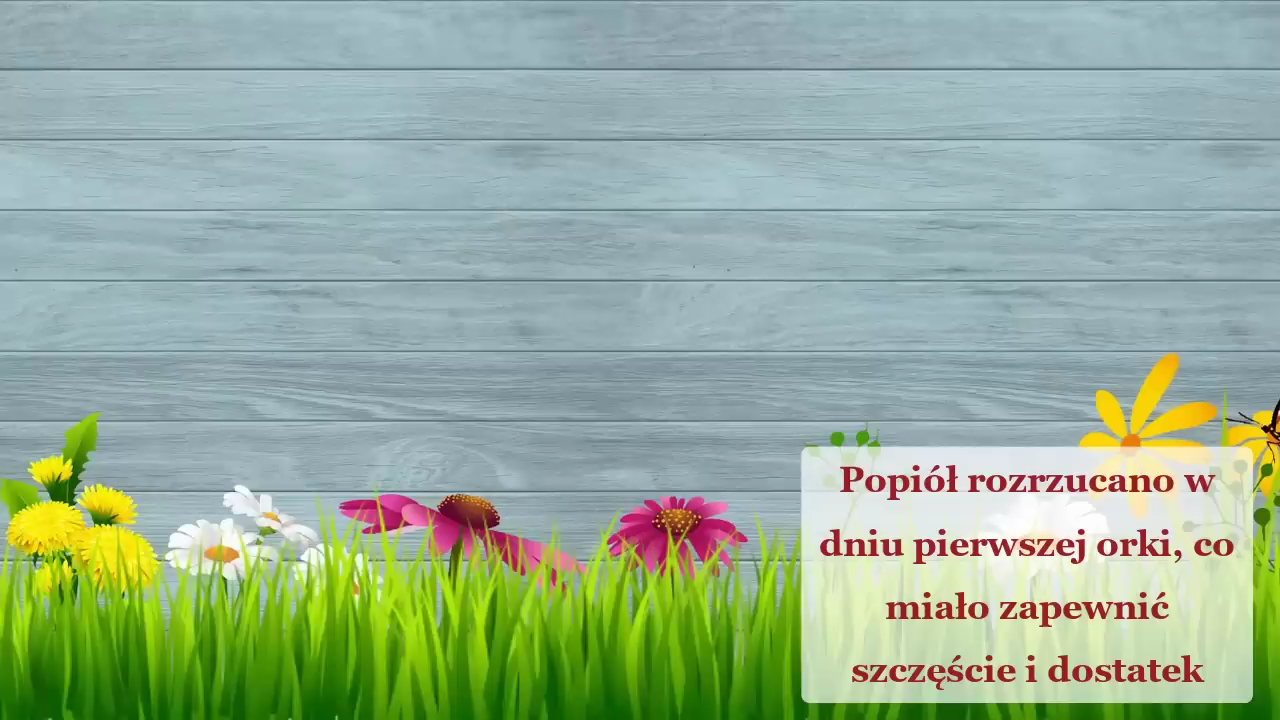 Popiół rozrzucano w
dniu pierwszej orki, co
miało zapewnić
szczęście i dostatek